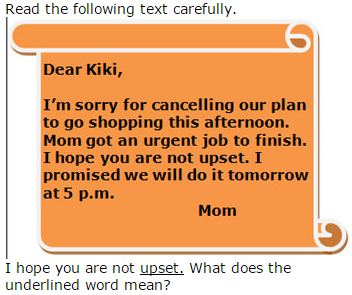 Read the following text carefully.
Dear Kiki,
I'm sorry for cancelling our plan
to go shopping this afternoon.
Mom got an urgent job to finish.
I hope you are not upset. I
promised we will do it tomorrow
at 5 p.m.
Mom
I hope you are not upset. What does the
underlined word mean?